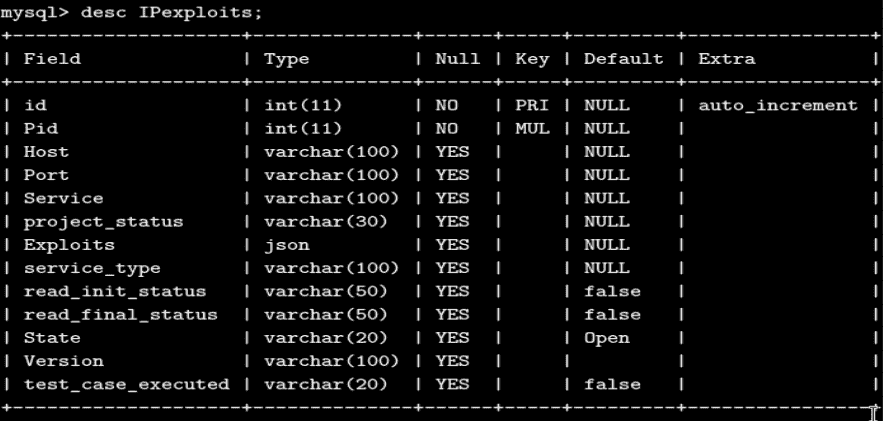 mysql> desc IPexploits;
+--------------------+--------------+------+-----+---------+----------------+
| Field              | Type         | Null | Key | Default | Extra          |
+--------------------+--------------+------+-----+---------+----------------+
| id                 | int(11)      | NO   | PRI | NULL    | auto_increment |
| Pid                | int(11)      | NO   | MUL | NULL    |                |
| Host               | varchar(100) | YES  |     | NULL    |                |
| Port               | varchar(100) | YES  |     | NULL    |                |
| Service            | varchar(100) | YES  |     | NULL    |                |
| project_status     | varchar(30)  | YES  |     | NULL    |                |
| Exploits           | json         | YES  |     | NULL    |                |
| service_type       | varchar(100) | YES  |     | NULL    |                |
| read_init_status   | varchar(50)  | YES  |     | false   |                |
| read_final_status  | varchar(50)  | YES  |     | false   |                |
| State              | varchar(20)  | YES  |     | Open    |                |
| Version            | varchar(100) | YES  |     |         |                |
| test_case_executed | varchar(20)  | YES  |     | false   |                |
+--------------------+--------------+------+-----+---------+----------------+